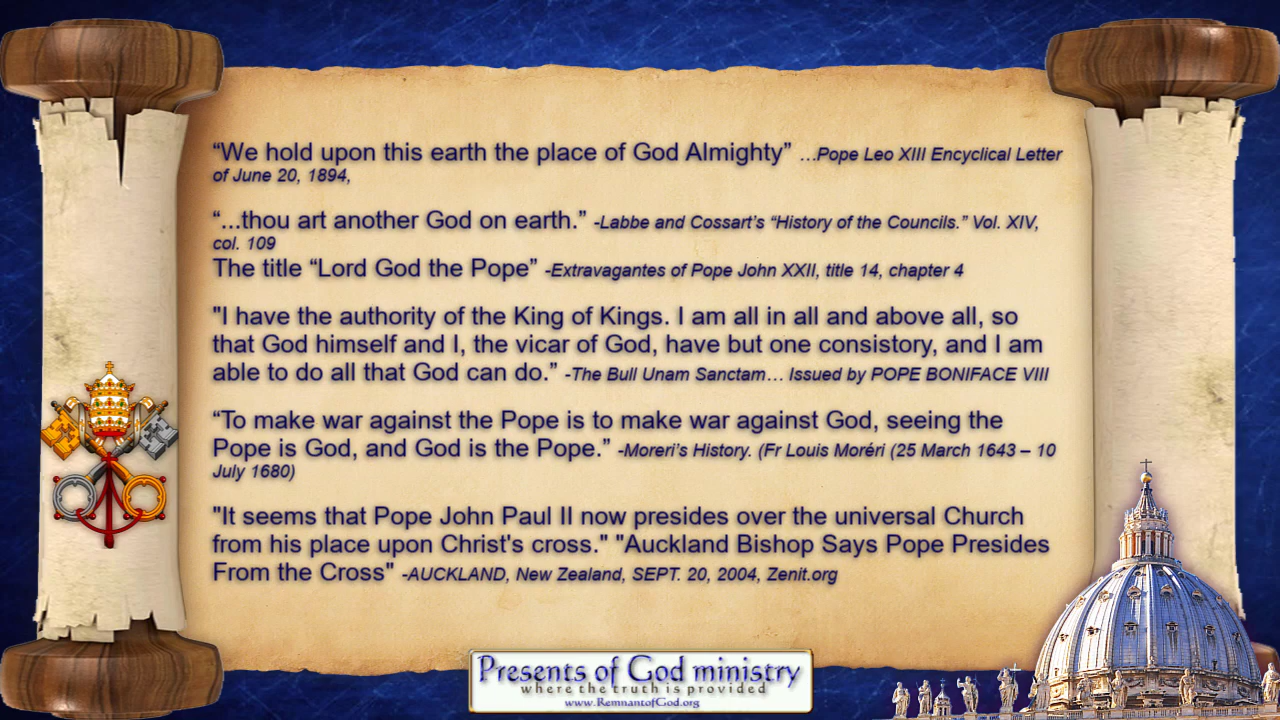 “We hold upon this earth the place of God Almighty” …Pope Leo XIII Encyclical Letter
of June 20, 1894,
“...thou art another God on earth.” -Labbe and Cossart’s “History of the Councils.” Vol. XIV,
col. 109
The title “Lord God the Pope” -Extravagantes of Pope John XXII, title 14, chapter 4
"I have the authority of the King of Kings. I am all in all and above all, so
that God himself and I, the vicar of God, have but one consistory, and I am
able to do all that God can do.” -The Bull Unam Sanctam… Issued by POPE BONIFACE VIII
“To make war against the Pope is to make war against God, seeing the
Pope is God, and God is the Pope.” -Moreri’s History. (Fr Louis Moréri (25 March 1643 – 10
July 1680)
"It seems that Pope John Paul II now presides over the universal Church
from his place upon Christ's cross." "Auckland Bishop Says Pope Presides
From the Cross" -AUCKLAND, New Zealand, SEPT. 20, 2004, Zenit.org
Presents of God ministry
where the truth is provided
www.RemnantofGod.org